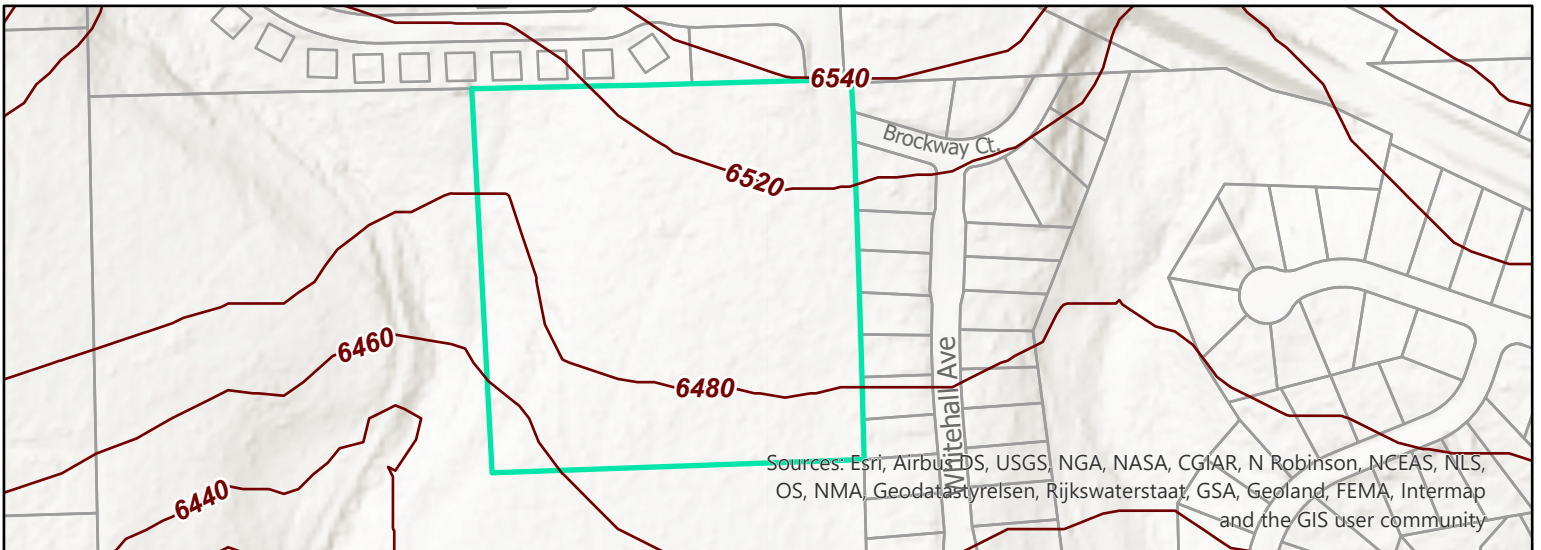 6540
Brockway Ct.
6520
6460
Whitehall Ave
6480
6440
Sources: Esri, Airbus DS, USGS, NGA, NASA, CGIAR, N Robinson, NCEAS, NLS,
OS, NMA, Geodatastyrelsen, Rijkswaterstaat, GSA, Geoland, FEMA, Intermap
and the GIS user community